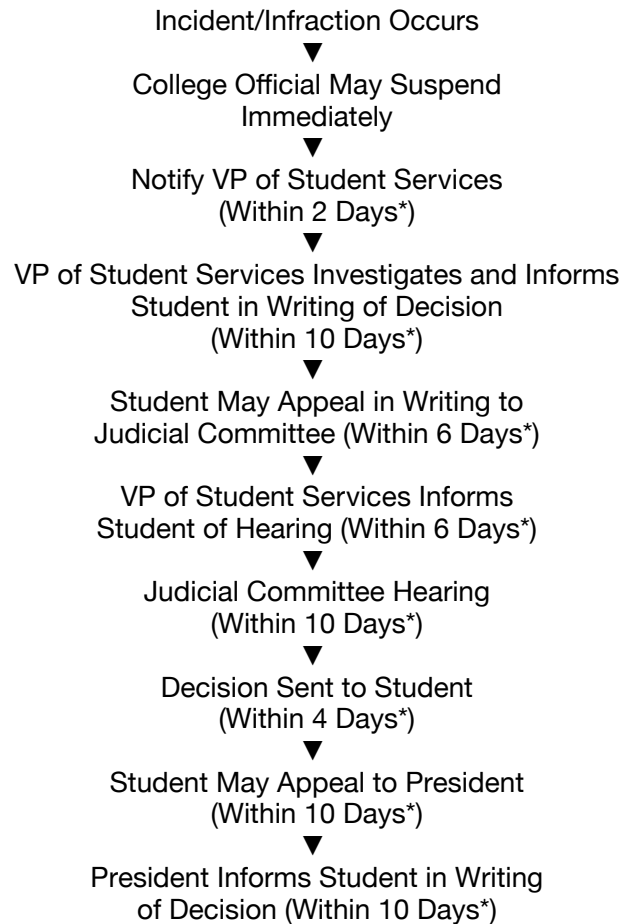 Incident/Infraction Occurs
▼
College Official May Suspend
Immediately
▼
Notify VP of Student Services
(Within 2 Days*)
▼
VP of Student Services Investigates and Informs
Student in Writing of Decision
(Within 10 Days*)
▼
Student May Appeal in Writing to
Judicial Committee (Within 6 Days*)
▼
VP of Student Services Informs
Student of Hearing (Within 6 Days*)
▼
Judicial Committee Hearing
(Within 10 Days*)
▼
Decision Sent to Student
(Within 4 Days*)
▼
Student May Appeal to President
(Within 10 Days*)
▼
President Informs Student in Writing
of Decision (Within 10 Days*)